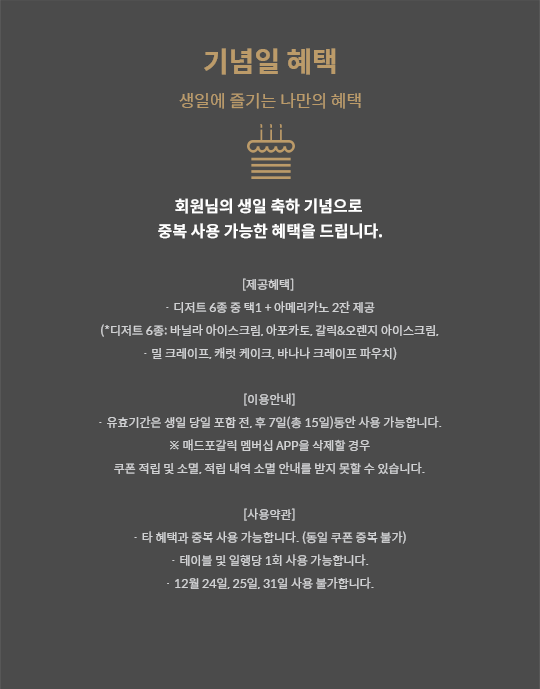 기념일 혜택
생일에 즐기는 나만의 혜택
회원님의 생일 축하 기념으로
중복 사용 가능한 혜택을 드립니다.
[제공혜택]
· 디저트 6종 중 택1 + 아메리카노 2잔 제공
(*디저트 6종: 바닐라 아이스크림, 아포카토, 갈릭&오렌지 아이스크림,
· 밀 크레이프, 캐럿 케이크, 바나나 크레이프 파우치)
[이용안내]
· 유효기간은 생일 당일 포함 전, 후 7일(총 15일)동안 사용 가능합니다.
※ 매드포갈릭 멤버십 APP을 삭제할 경우
쿠폰 적립 및 소멸, 적립 내역 소멸 안내를 받지 못할 수 있습니다.
[사용약관]
· 타 혜택과 중복 사용 가능합니다. (동일 쿠폰 중복 불가)
· 테이블 및 일행당 1회 사용 가능합니다.
· 12월 24일, 25일, 31일 사용 불가합니다.